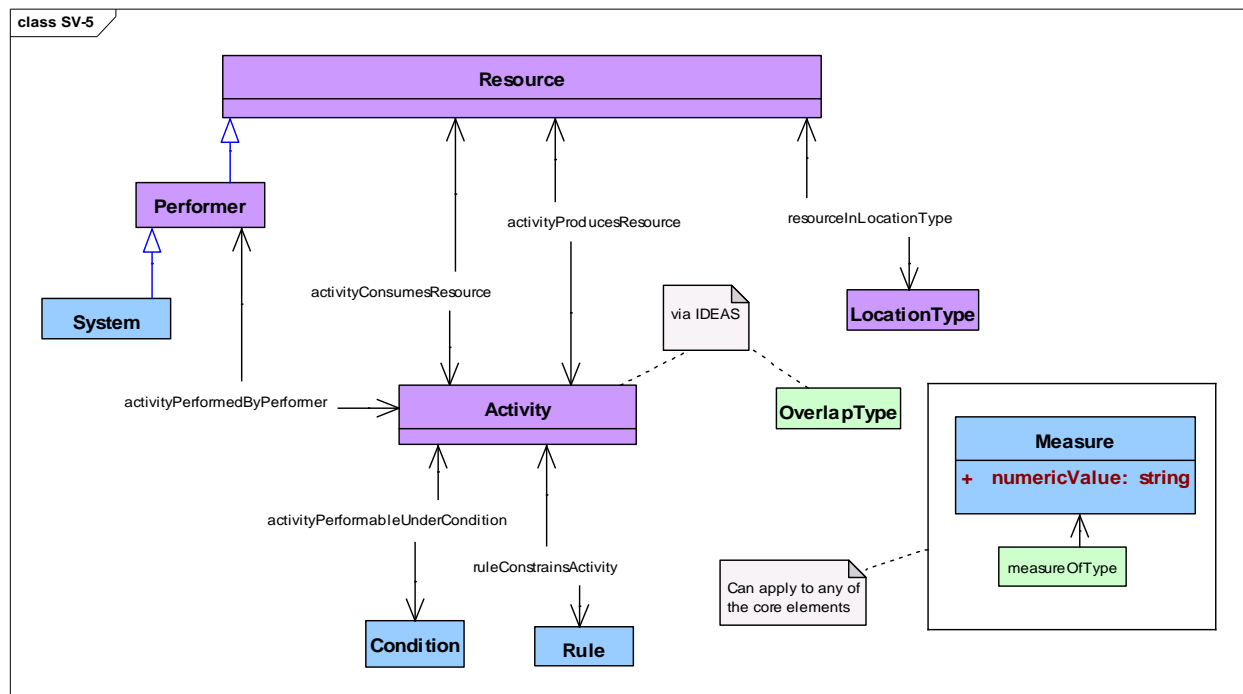 class SV-5
Resource
Performer
activityProducesResource
resourceInLocationType
activityConsumesResource
System
via IDEAS
LocationType
activityPerformedByPerformer
Activity
OverlapType
Measure
+ numericValue: string
activityPerformableUnderCondition
ruleConstrainsActivity
measureOfType
Can apply to any of
the core elements
Condition
Rule